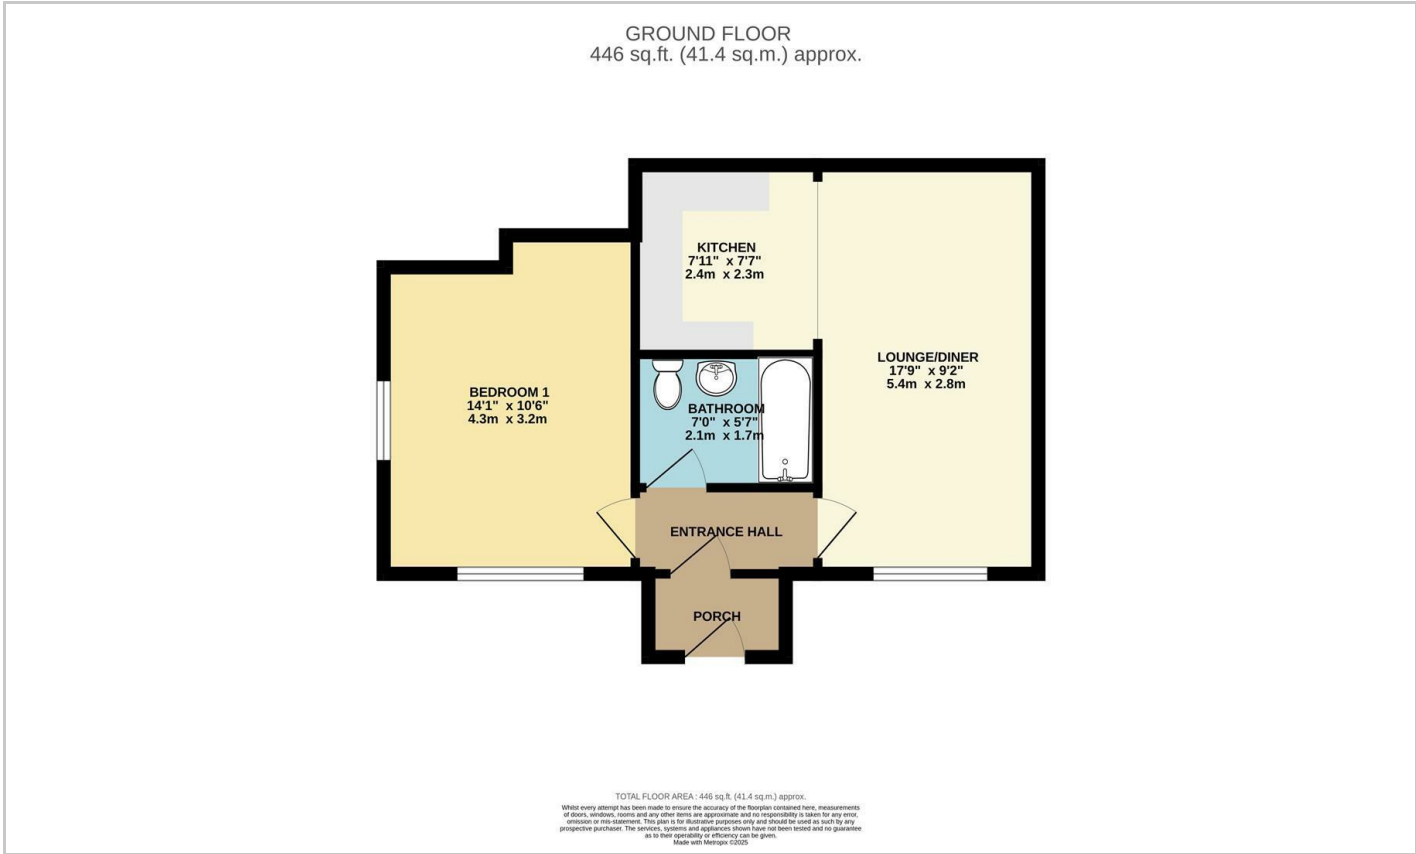 GROUND FLOOR
446 sq.ft. (41.4 sq.m.) approx.
KITCHEN
7'11" x 7'7"
2.4m x 2.3m
LOUNGE/DINER
17'9" x 9'2"
5.4m x 2.8m
BEDROOM 1
14'1" x 10'6"
4.3m x 3.2m
BATHROOM
7'0" x 5'7"
2.1m x 1.7m
ENTRANCE HALL
PORCH
TOTAL FLOOR AREA : 446 sq.ft. (41.4 sq.m.) approx.
Whilst every attempt has been made to ensure the accuracy of the floorplan contained here, measurements
of doors, windows, rooms and any other items are approximate and no responsibility is taken for any error,
omission or mis-statement. This plan is for illustrative purposes only and should be used as such by any
prospective purchaser. The services, systems and appliances shown have not been tested and no guarantee
as to their operability or efficiency can be given.
Made with Metropix ©2025